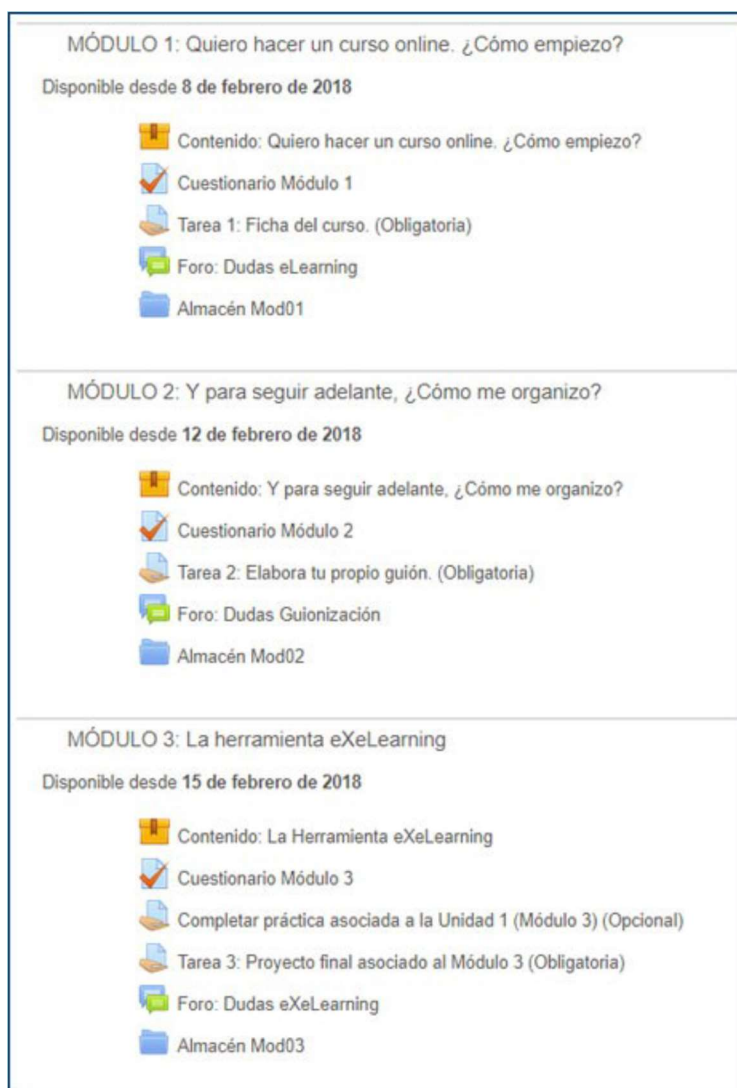 MÓDULO 1: Quiero hacer un curso online. ¿Cómo empiezo?
Disponible desde 8 de febrero de 2018
Contenido: Quiero hacer un curso online. ¿Cómo empiezo?
Cuestionario Módulo 1
Tarea 1: Ficha del curso. (Obligatoria)
Foro: Dudas eLearning
Almacén Mod01
MÓDULO 2: Y para seguir adelante, ¿Cómo me organizo?
Disponible desde 12 de febrero de 2018
Contenido: Y para seguir adelante, ¿Cómo me organizo?
Cuestionario Módulo 2
Tarea 2: Elabora tu propio guión. (Obligatoria)
Foro: Dudas Guionización
Almacén Mod02
MÓDULO 3: La herramienta eXeLearning
Disponible desde 15 de febrero de 2018
Contenido: La Herramienta eXeLearning
Cuestionario Módulo 3
Completar práctica asociada a la Unidad 1 (Módulo 3) (Opcional)
Tarea 3: Proyecto final asociado al Módulo 3 (Obligatoria)
Foro: Dudas eXeLearning
Almacén Mod03